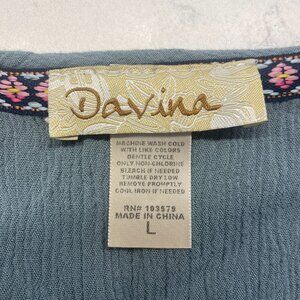 Davina
MACHINE WASH COLD
WITH LIKE COLORS
GENTLE CYCLE
ONLY NON-CHLORINE
BLEACH IF NEEDED
TUMBLE DRY LOW
REMOVE PROMPTLY
COOL IRON IF NEEDED
RN# 103579
MADE IN CHINA
L